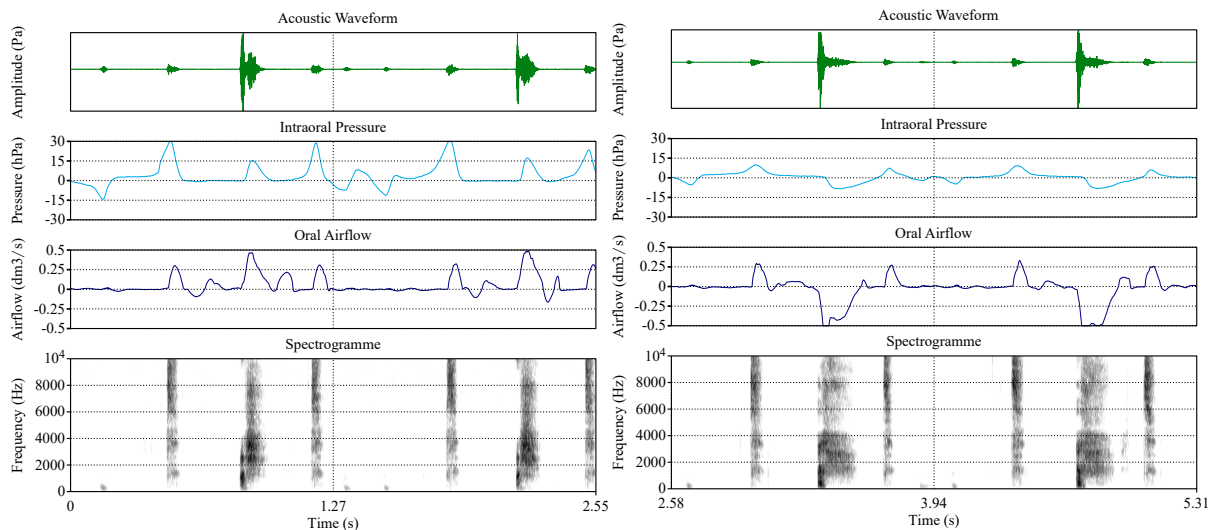 Acoustic Waveform
Amplitude (Pa)
Intraoral Pressure
Pressure (hPa)
30
15
0
-15
-30
Oral Airflow
Airflow (dm3/s)
0.5
0.25
0
-0.25
-0.5
Spectrogramme
Frequency (Hz)
10⁴
8000
6000
4000
2000
0
0 1.27 2.55
Time (s)
Acoustic Waveform
Amplitude (Pa)
Intraoral Pressure
Pressure (hPa)
30
15
0
-15
-30
Oral Airflow
Airflow (dm3/s)
0.5
0.25
0
-0.25
-0.5
Spectrogramme
Frequency (Hz)
10⁴
8000
6000
4000
2000
0
2.58 3.94 5.31
Time (s)